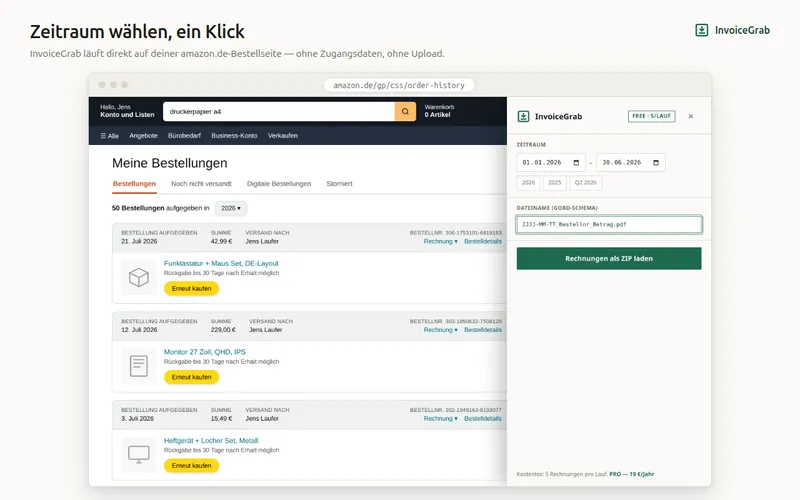 Zeitraum wählen, ein Klick
InvoiceGrab läuft direkt auf deiner amazon.de-Bestellseite — ohne Zugangsdaten, ohne Upload.
InvoiceGrab
amazon.de/gp/css/order-history
Hallo, Jens
Konto und Listen
druckerpapier a4
Warenkorb
0 Artikel
☰ Alle Angebote Bürobedarf Business-Konto Verkaufen
Meine Bestellungen
Bestellungen Noch nicht versandt Digitale Bestellungen Storniert
50 Bestellungen aufgegeben in 2026 ▾
BESTELLUNG AUFGEGEBEN SUMME VERSAND NACH BESTELLNR. 306-1753101-6819163
21. Juli 2026 42,99 € Jens Laufer Rechnung ▾ Bestelldetails
Funktastatur + Maus Set, DE-Layout
Rückgabe bis 30 Tage nach Erhalt möglich
Erneut kaufen
BESTELLUNG AUFGEGEBEN SUMME VERSAND NACH BESTELLNR. 303-1950632-7506120
12. Juli 2026 229,00 € Jens Laufer Rechnung ▾ Bestelldetails
Monitor 27 Zoll, QHD, IPS
Rückgabe bis 30 Tage nach Erhalt möglich
Erneut kaufen
BESTELLUNG AUFGEGEBEN SUMME VERSAND NACH BESTELLNR. 302-1948163-8133077
3. Juli 2026 15,49 € Jens Laufer Rechnung ▾ Bestelldetails
Heftgerät + Locher Set, Metall
Rückgabe bis 30 Tage nach Erhalt möglich
Erneut kaufen
InvoiceGrab FREE · 5/LAUF ×
ZEITRAUM
01.01.2026 – 30.06.2026
2026 2025 Q2 2026
DATEINAME (GOBD-SCHEMA)
JJJJ-MM-TT_Bestellnr_Betrag.pdf
Rechnungen als ZIP laden
Kostenlos: 5 Rechnungen pro Lauf. PRO — 19 €/Jahr